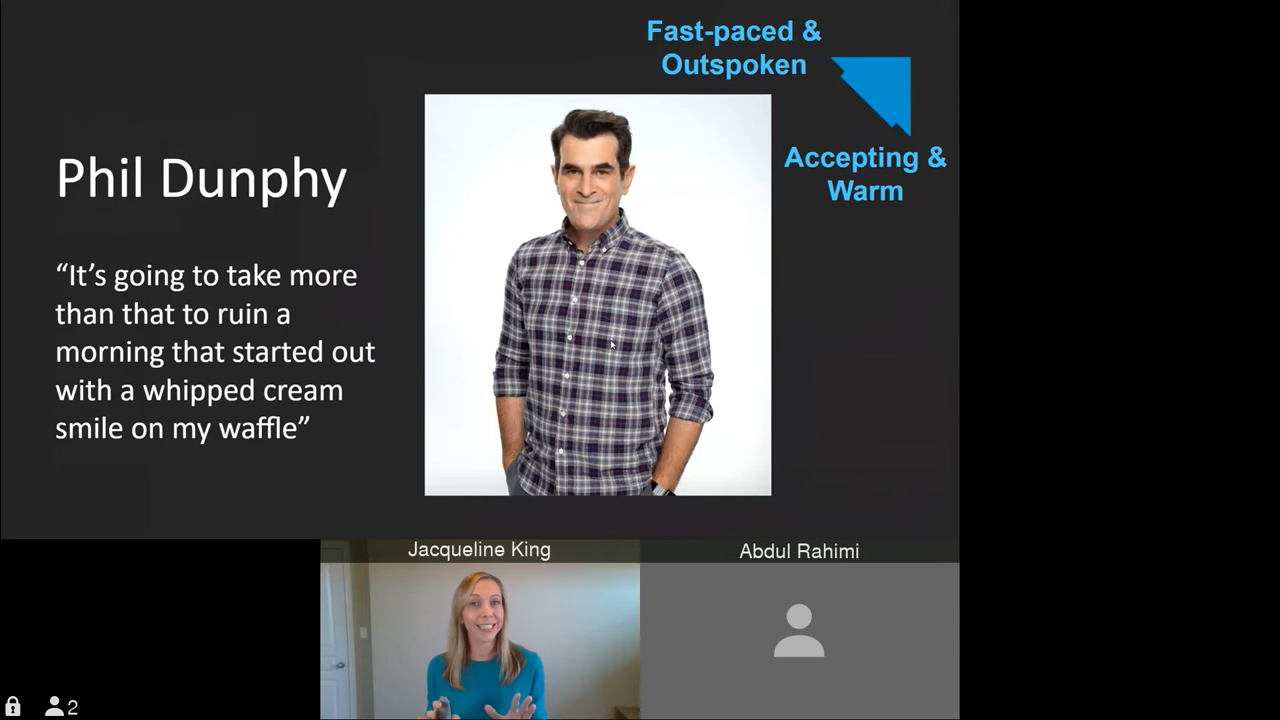 Fast-paced &
Outspoken
Accepting &
Warm
Phil Dunphy
“It’s going to take more
than that to ruin a
morning that started out
with a whipped cream
smile on my waffle”
Jacqueline King
Abdul Rahimi
2